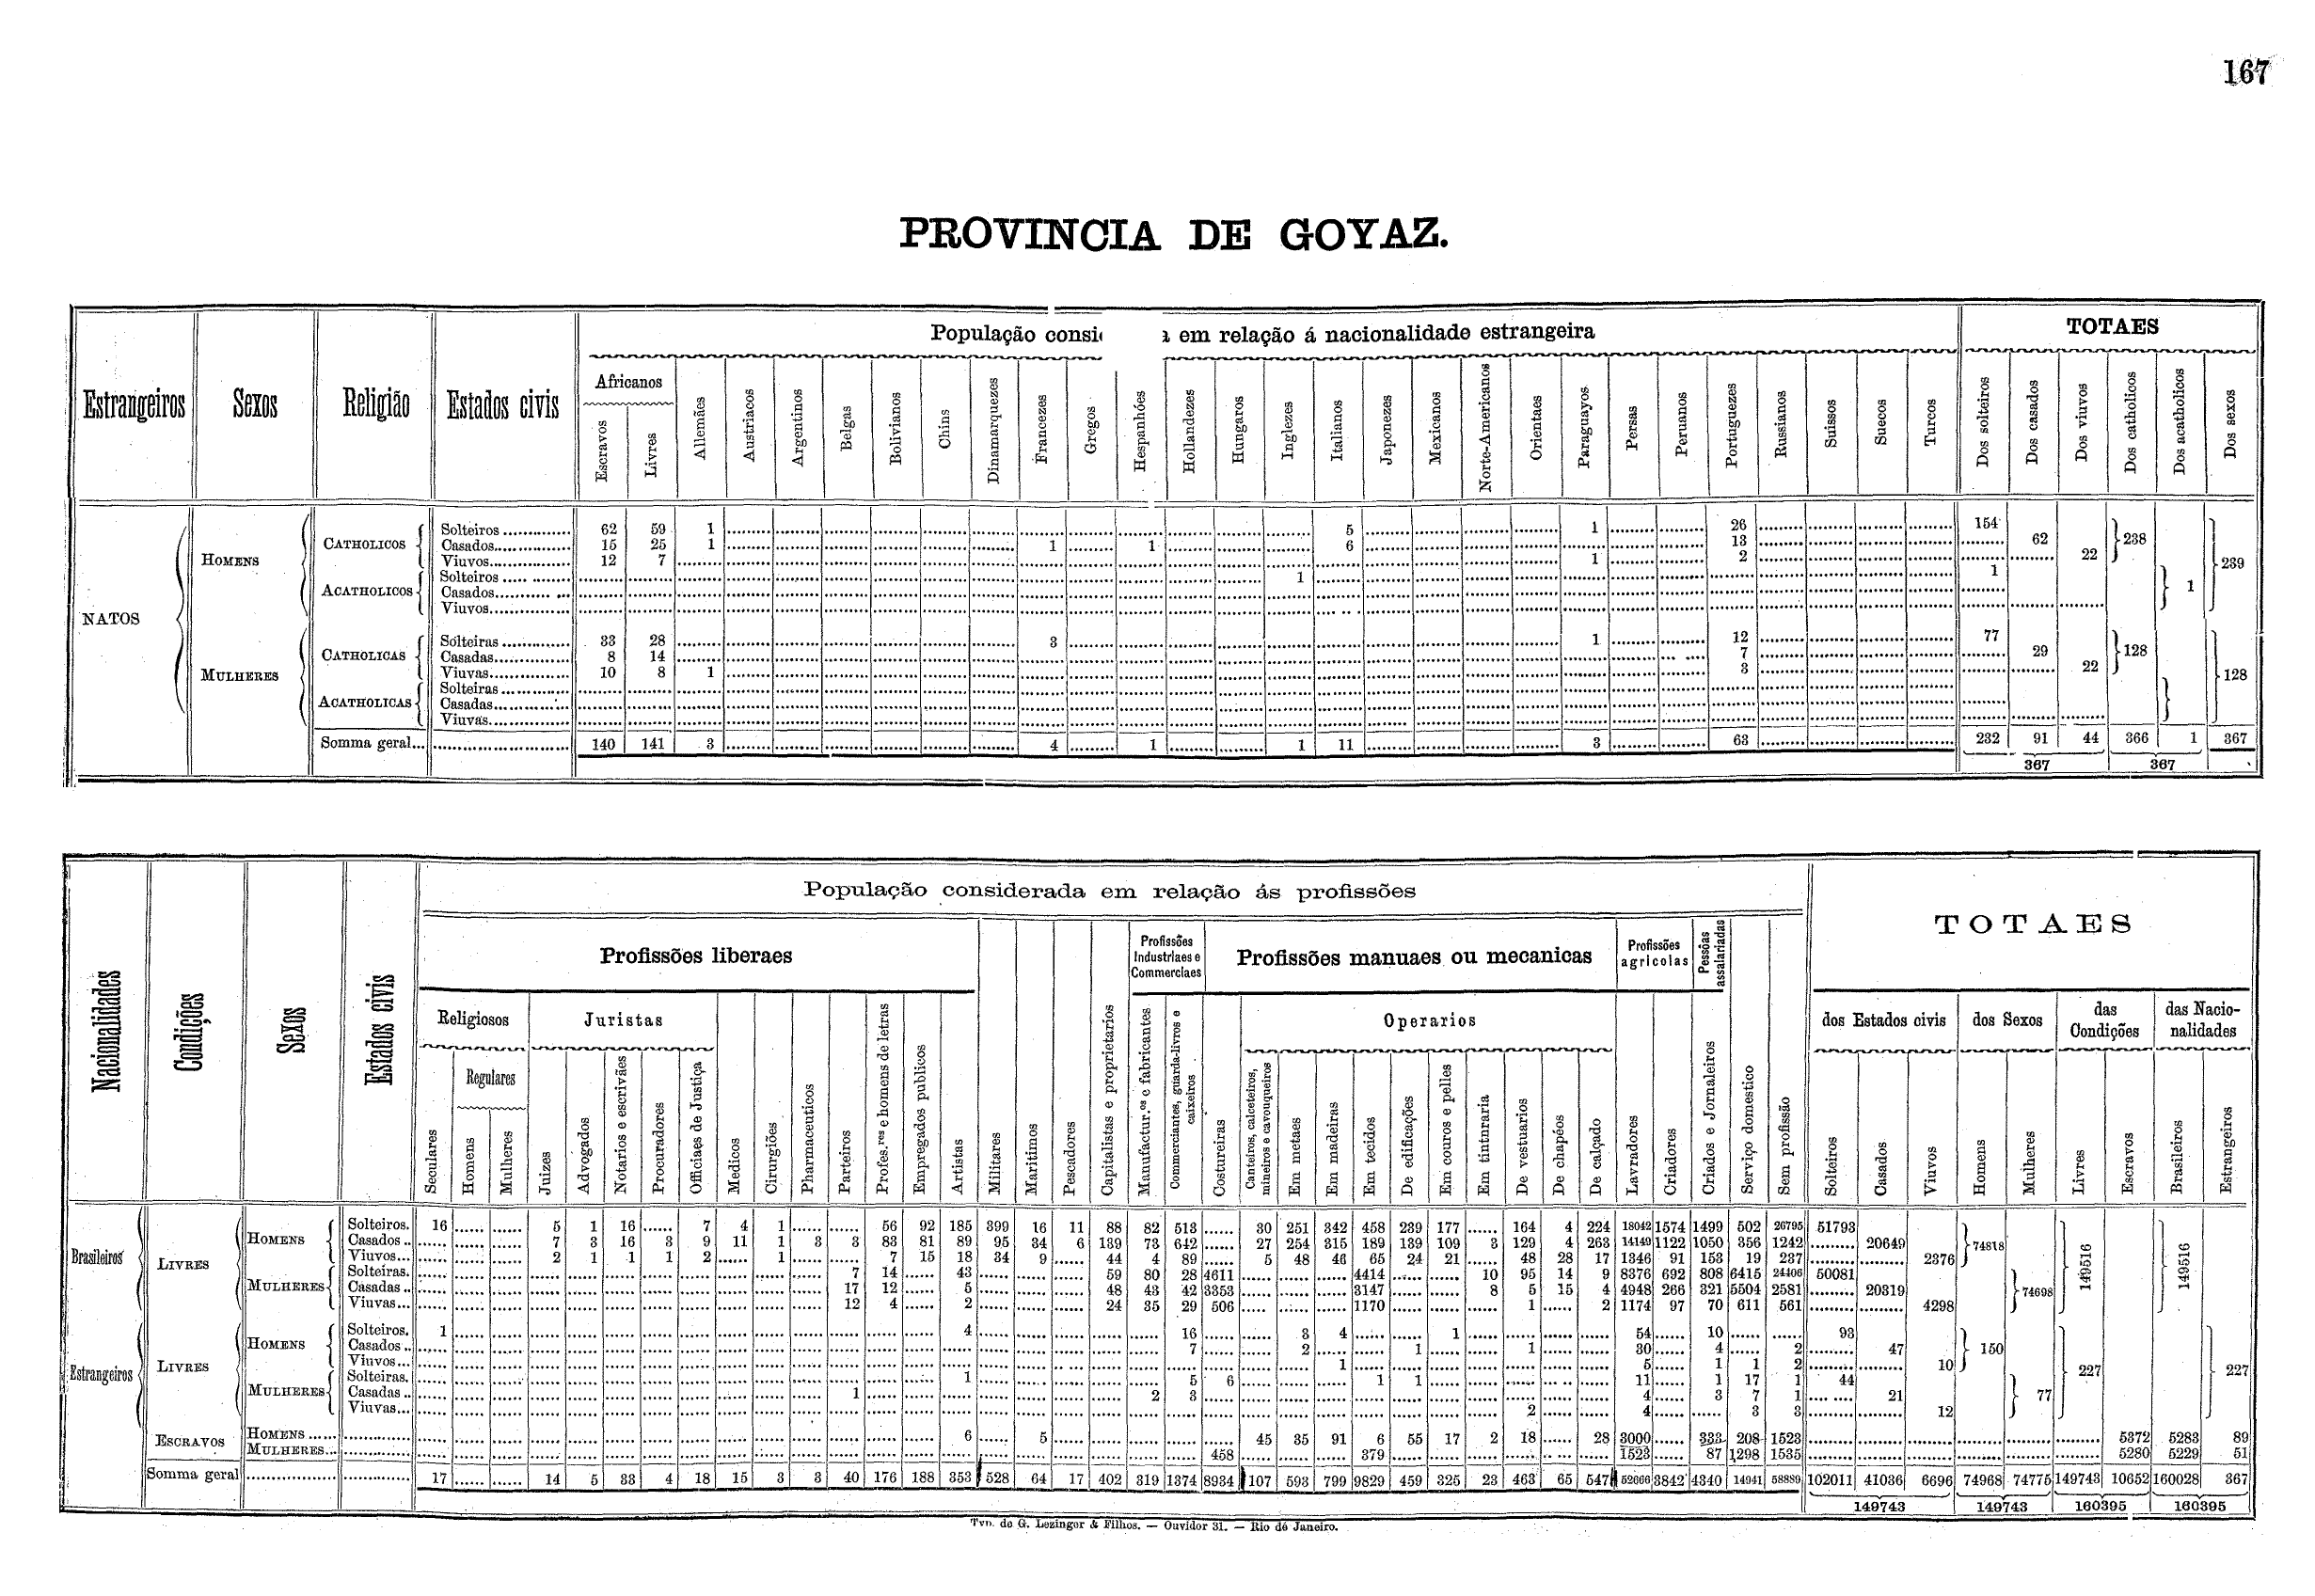 167
PROVINCIA DE GOYAZ.
População consi a em relação á nacionalidade estrangeira
TOTAES
Estrangeiros Sexos Religião Estados civis
Africanos
Escravos Livres Allemães Austriacos Argentinos Belgas Bolivianos Chins Dinamarquezes Francezes Gregos Hespanhóes Hollandezes Hungaros Inglezes Italianos Japonezes Mexicanos Norte-Americanos Orientaes Paraguayos Persas Peruanos Portuguezes Russianos Suissos Suecos Turcos Dos solteiros Dos casados Dos viuvos Dos catholicos Dos acatholicos Dos sexos
NATOS
HOMENS
CATHOLICOS
Solteiros 62 59 1 5 1 26 154
Casados 15 25 1 1 1 6 13 62
Viuvos 12 7 1 2 22
238
ACATHOLICOS
Solteiros 1 1
Casados
Viuvos
1
239
MULHERES
CATHOLICAS
Solteiras 33 28 3 1 12 77
Casadas 8 14 7 29
Viuvas 10 8 1 3 22
128
ACATHOLICAS
Solteiras
Casadas
Viuvas
128
Somma geral 140 141 3 4 1 1 11 3 63 232 91 44 366 1 367
367 367
População considerada em relação ás profissões
TOTAES
Nacionalidades Condições Sexos Estados civis
Profissões liberaes
Profissões Industriaes e Commerciaes
Profissões manuaes ou mecanicas
Profissões agricolas
Pessôas assalariadas
Religiosos Juristas Operarios
dos Estados civis dos Sexos das Condições das Nacionalidades
Regulares
Seculares Homens Mulheres Juizes Advogados Notarios e escrivães Procuradores Officiaes de Justiça Medicos Cirurgiões Pharmaceuticos Parteiros Profes.res e homens de letras Empregados publicos Artistas Militares Maritimos Pescadores Capitalistas e proprietarios Manufactur.es e fabricantes Commerciantes, guarda-livros e caixeiros Costureiras Canteiros, calceteiros, mineiros e cavouqueiros Em metaes Em madeiras Em tecidos De edificações Em couros e pelles Em tinturaria De vestuarios De chapéos De calçado Lavradores Criadores Criados e Jornaleiros Serviço domestico Sem profissão Solteiros Casados Viuvos Homens Mulheres Livres Escravos Brasileiros Estrangeiros
Brasileiros
LIVRES
HOMENS
Solteiros. 16 5 1 16 7 4 1 56 92 185 399 16 11 88 82 513 30 251 342 458 239 177 164 4 224 18042 1574 1499 502 26795 51793
Casados 7 3 16 3 9 11 1 3 3 83 81 89 95 34 6 139 73 642 27 254 315 189 139 109 3 129 4 263 14149 1122 1050 356 1242 20649
Viuvos 2 1 1 1 2 1 7 15 18 34 9 44 4 89 5 48 46 65 24 21 48 28 17 1346 91 153 19 237 2376
74818
MULHERES
Solteiras. 7 14 43 59 80 28 4611 4414 10 95 14 9 8376 692 808 6415 24406 50081
Casadas 17 12 5 48 43 42 3353 3147 8 5 15 4 4948 266 321 5504 2581 20319
Viuvas 12 4 2 24 35 29 506 1170 1 2 1174 97 70 611 561 4298
74698
149516 149516
Estrangeiros
LIVRES
HOMENS
Solteiros. 1 4 16 3 4 1 54 10 93
Casados 7 2 1 1 30 4 2 47
Viuvos 1 5 1 1 2 10
150
MULHERES
Solteiras. 1 5 6 1 1 11 1 17 1 44
Casadas 1 2 3 4 3 7 1 21
Viuvas 2 4 3 3 12
77
227 227
ESCRAVOS
HOMENS 6 5 45 35 91 6 55 17 2 18 28 3000 333 208 1523 5372 5283 89
MULHERES 458 379 1523 87 1298 1535 5280 5229 51
Somma geral 17 14 5 33 4 18 15 3 3 40 176 188 353 528 64 17 402 319 1374 8934 107 593 799 9829 459 325 23 463 65 547 52666 3842 4340 14941 58889 102011 41036 6696 74968 74775 149743 10652 160028 367
149743 149743 160395 160395
Typ. de G. Leuzinger & Filhos. — Ouvidor 31. — Rio de Janeiro.